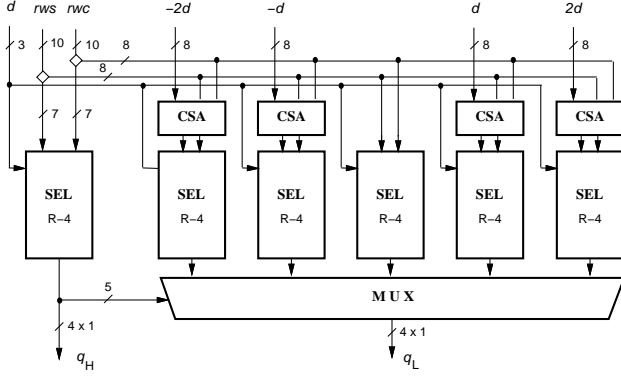 d rws rwc −2d −d d 2d
3 10 10 8 8 8 8 8
8
7 7
CSA CSA CSA CSA
SEL SEL SEL SEL SEL SEL
R−4 R−4 R−4 R−4 R−4 R−4
5 M U X
4 x 1 4 x 1
qH qL